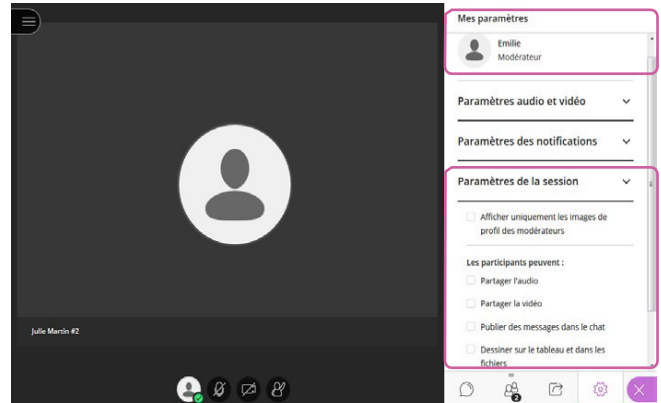 Mes paramètres
Emilie
Modérateur
Paramètres audio et vidéo
Paramètres des notifications
Paramètres de la session
Afficher uniquement les images de
profil des modérateurs
Les participants peuvent :
Partager l'audio
Partager la vidéo
Publier des messages dans le chat
Dessiner sur le tableau et dans les
fichiers
Julie Martin #2
2